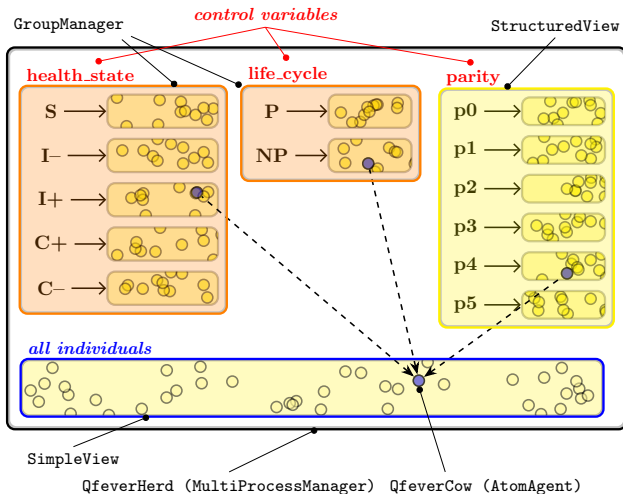 control variables
GroupManager
StructuredView
health_state
life_cycle
parity
S
I−
I+
C+
C−
P
NP
p0
p1
p2
p3
p4
p5
all individuals
SimpleView
QfeverHerd (MultiProcessManager)
QfeverCow (AtomAgent)